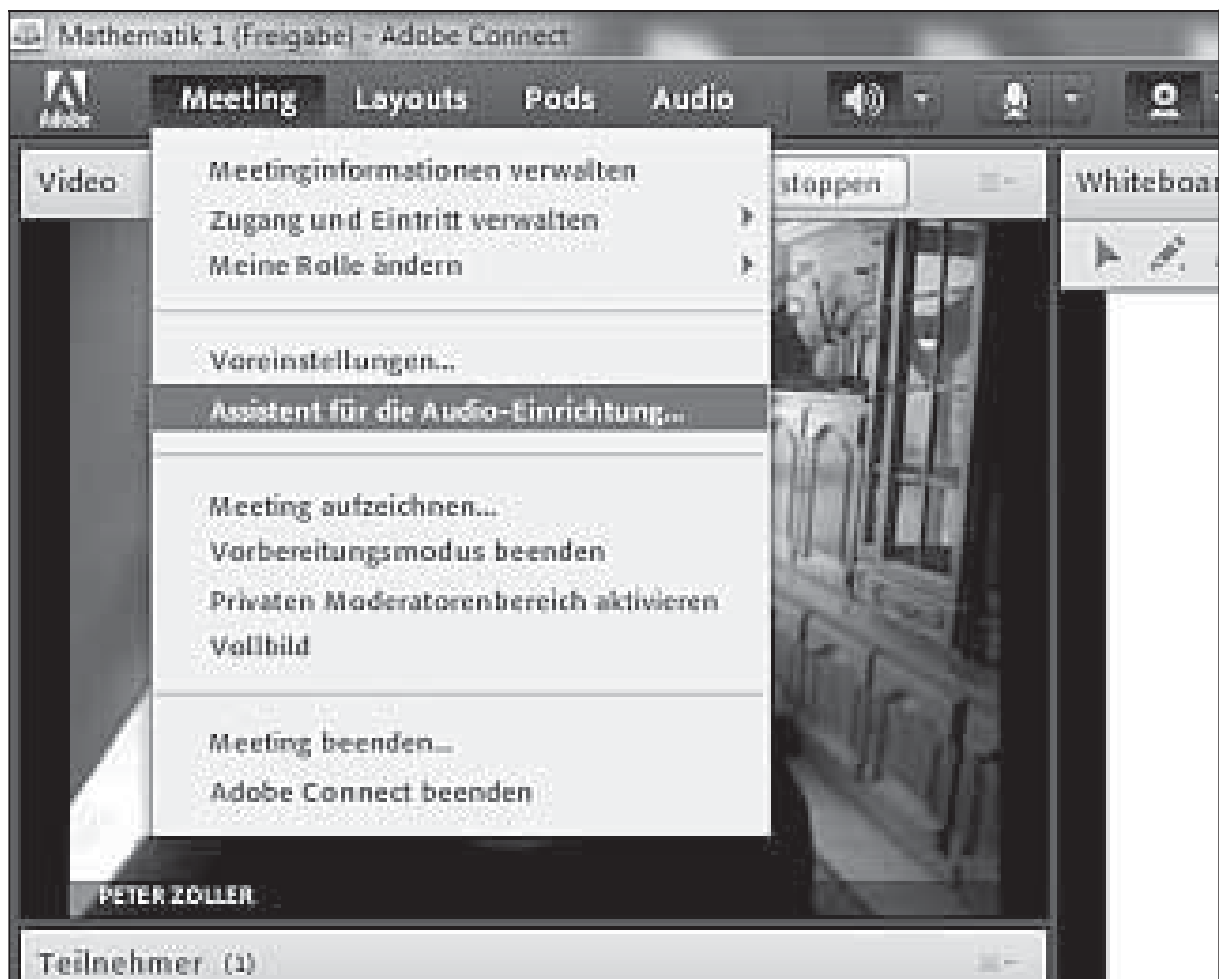 Mathematik 1 (Freigabe) - Adobe Connect
Adobe
Meeting Layouts Pods Audio
Video
stoppen
Meetinginformationen verwalten
Zugang und Eintritt verwalten
Meine Rolle ändern
Voreinstellungen...
Assistent für die Audio-Einrichtung...
Meeting aufzeichnen...
Vorbereitungsmodus beenden
Privaten Moderatorenbereich aktivieren
Vollbild
Meeting beenden...
Adobe Connect beenden
Whiteboar
PETER ZOLLER
Teilnehmer (1)